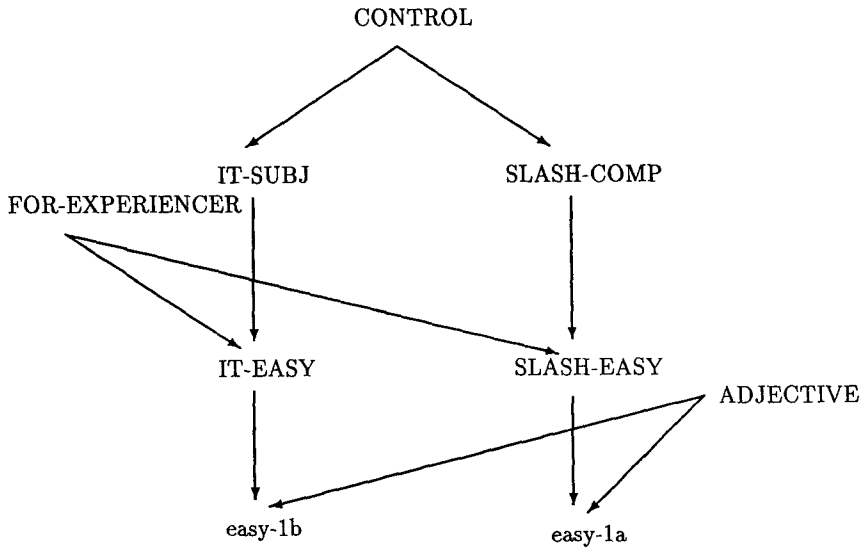 CONTROL
IT-SUBJ
SLASH-COMP
FOR-EXPERIENCER
IT-EASY
SLASH-EASY
ADJECTIVE
easy-1b
easy-1a